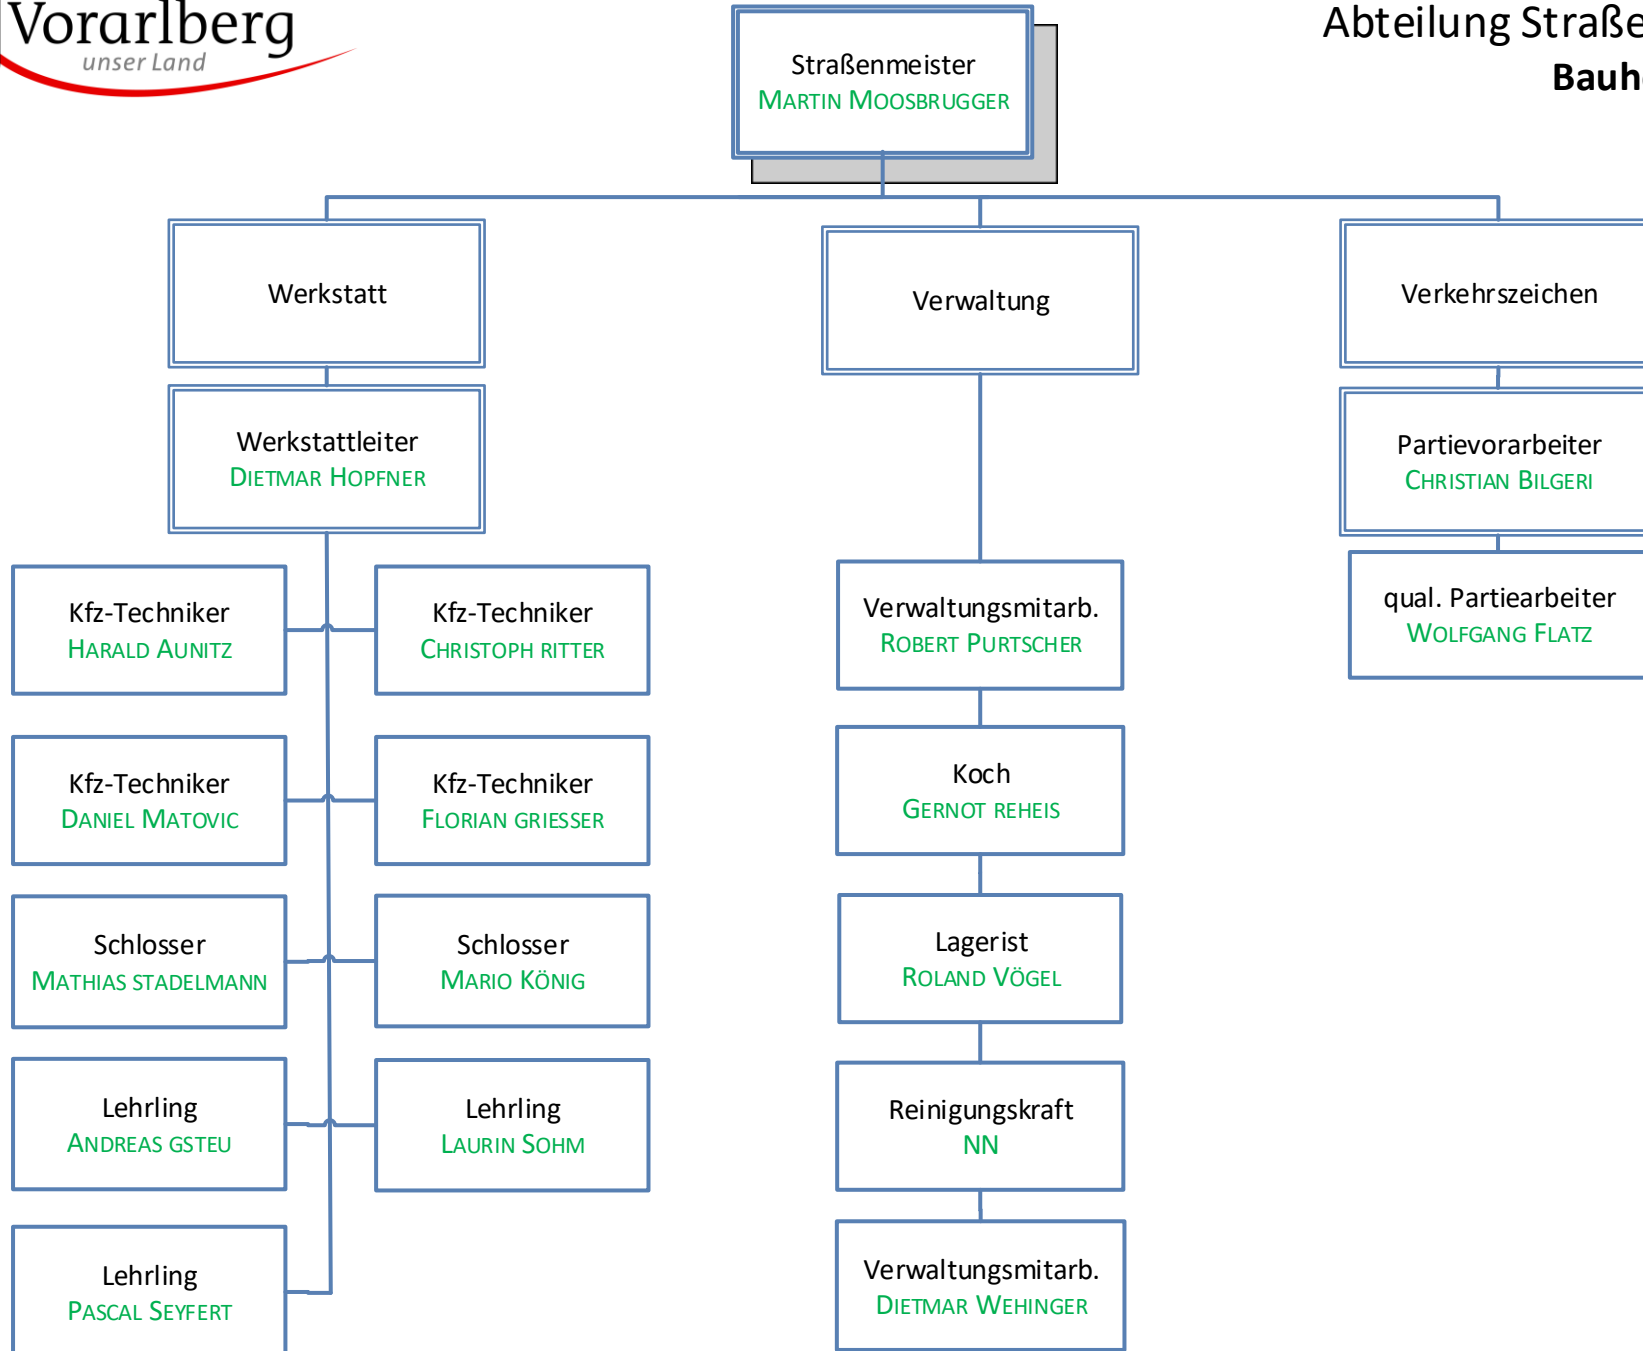 Vorarlberg
unser Land
Abteilung Straße
Straßenmeister
MARTIN MOOSBRUGGER
Werkstatt
Verwaltung
Verkehrszeichen
Werkstattleiter
DIETMAR HOPFNER
Partievorarbeiter
CHRISTIAN BILGERI
Kfz-Techniker
HARALD AUNITZ
Kfz-Techniker
CHRISTOPH RITTER
Verwaltungsmitarb.
ROBERT PURTSCHER
qual. Partiearbeiter
WOLFGANG FLATZ
Kfz-Techniker
DANIEL MATOVIC
Kfz-Techniker
FLORIAN GRIESSER
Koch
GERNOT REHEIS
Schlosser
MATHIAS STADELMANN
Schlosser
MARIO KÖNIG
Lagerist
ROLAND VÖGEL
Lehrling
ANDREAS GSTEU
Lehrling
LAURIN SOHM
Reinigungskraft
NN
Lehrling
PASCAL SEYFERT
Verwaltungsmitarb.
DIETMAR WEHINGER